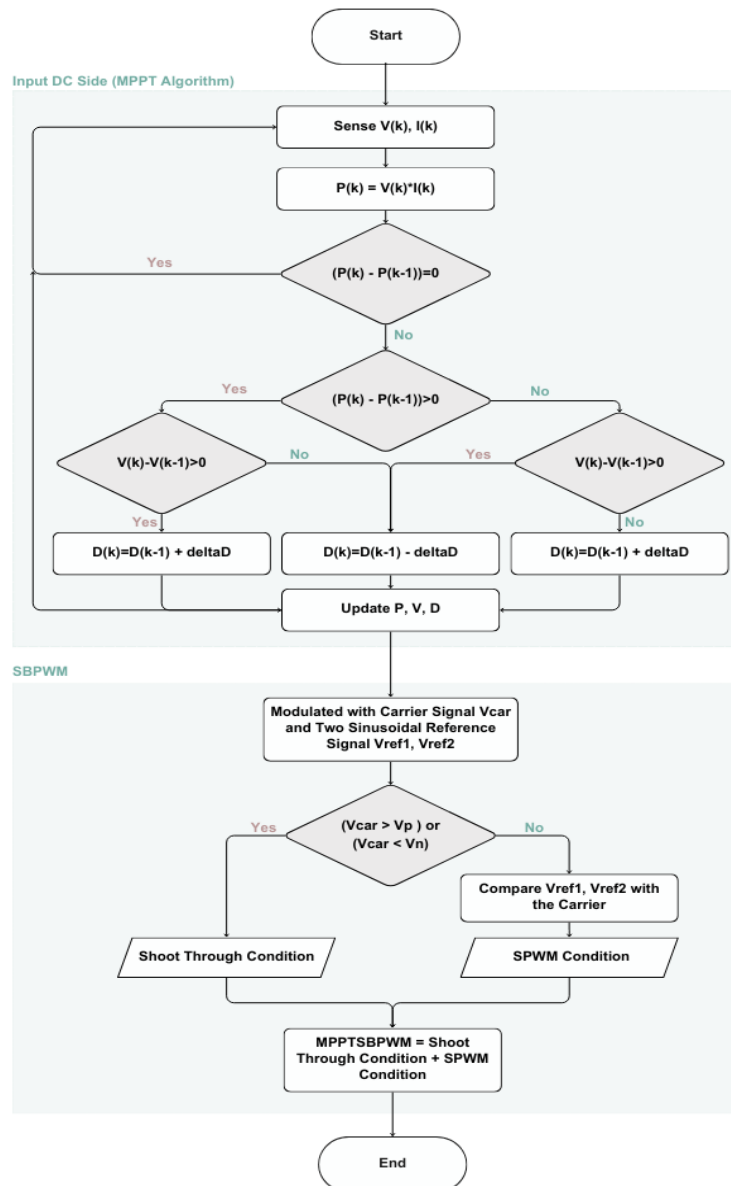 Start
Input DC Side (MPPT Algorithm)
Sense V(k), I(k)
P(k) = V(k)*I(k)
Yes
(P(k) - P(k-1))=0
No
Yes
(P(k) - P(k-1))>0
No
V(k)-V(k-1)>0
No
Yes
V(k)-V(k-1)>0
Yes
No
D(k)=D(k-1) + deltaD
D(k)=D(k-1) - deltaD
D(k)=D(k-1) + deltaD
Update P, V, D
SBPWM
Modulated with Carrier Signal Vcar
and Two Sinusoidal Reference
Signal Vref1, Vref2
Yes
(Vcar > Vp ) or
(Vcar < Vn)
No
Compare Vref1, Vref2 with
the Carrier
Shoot Through Condition
SPWM Condition
MPPTSBPWM = Shoot
Through Condition + SPWM
Condition
End